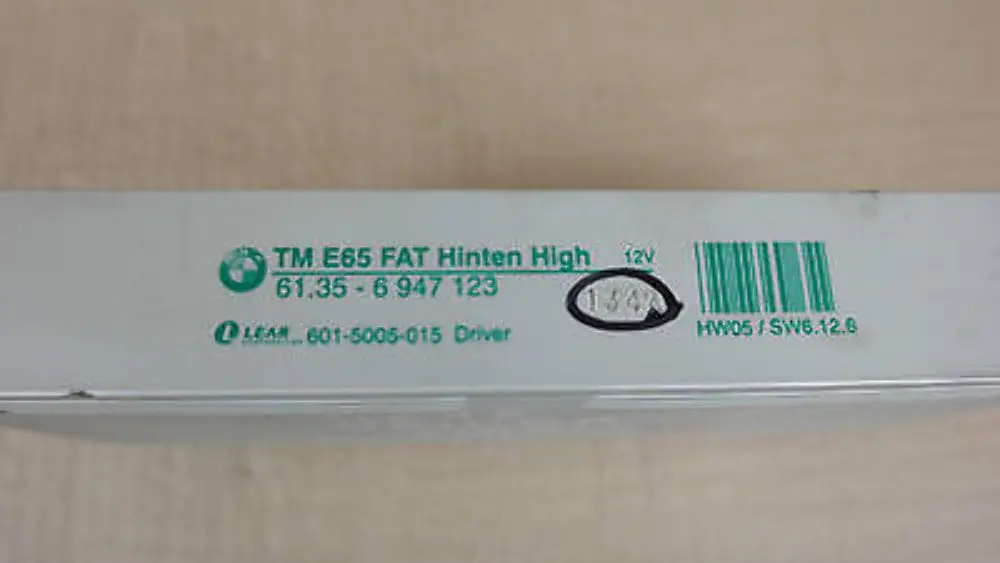 TM E65 FAT Hinten High 12V
61.35 - 6 947 123
LEAR 601-5005-015 Driver
HW05 / SW6.12.6